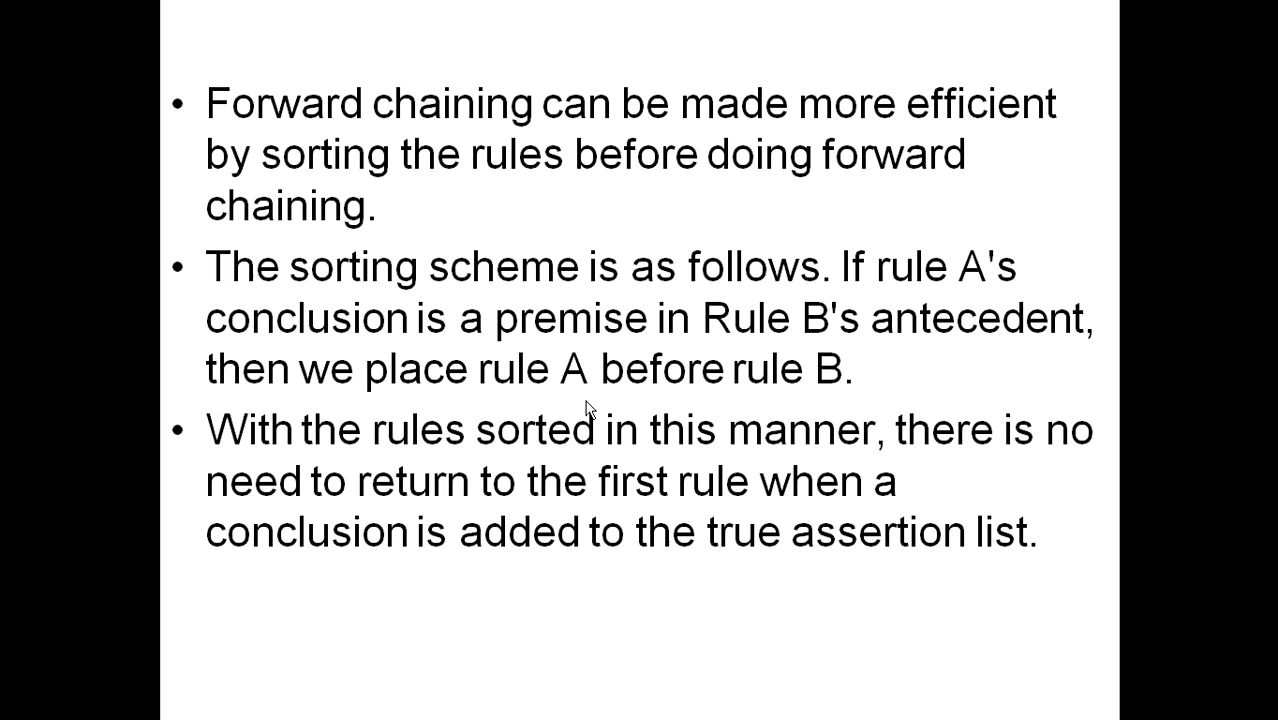 • Forward chaining can be made more efficient
by sorting the rules before doing forward
chaining.
• The sorting scheme is as follows. If rule A's
conclusion is a premise in Rule B's antecedent,
then we place rule A before rule B.
• With the rules sorted in this manner, there is no
need to return to the first rule when a
conclusion is added to the true assertion list.